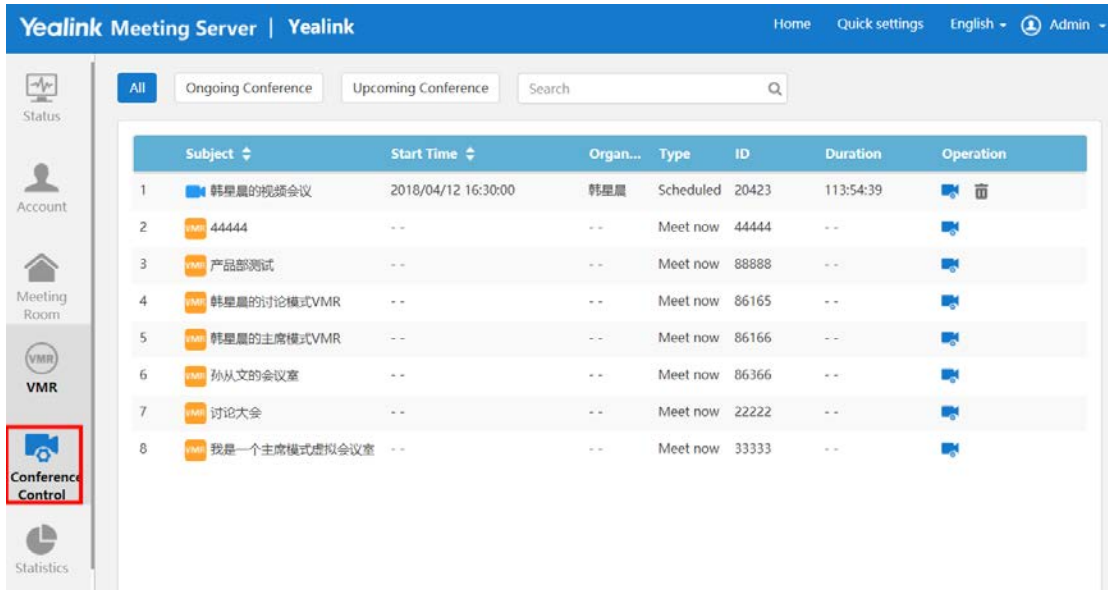 Yealink Meeting Server | Yealink
Home Quick settings English Admin
Status
Account
Meeting
Room
VMR
VMR
Conference
Control
Statistics
All Ongoing Conference Upcoming Conference Search
Subject Start Time Organ... Type ID Duration Operation
1 韩星晨的视频会议 2018/04/12 16:30:00 韩星晨 Scheduled 20423 113:54:39
2 VMR 44444 - - - - Meet now 44444 - -
3 VMR 产品部测试 - - - - Meet now 88888 - -
4 VMR 韩星晨的讨论模式VMR - - - - Meet now 86165 - -
5 VMR 韩星晨的主席模式VMR - - - - Meet now 86166 - -
6 VMR 孙从文的会议室 - - - - Meet now 86366 - -
7 VMR 讨论大会 - - - - Meet now 22222 - -
8 VMR 我是一个主席模式虚拟会议室 - - - - Meet now 33333 - -